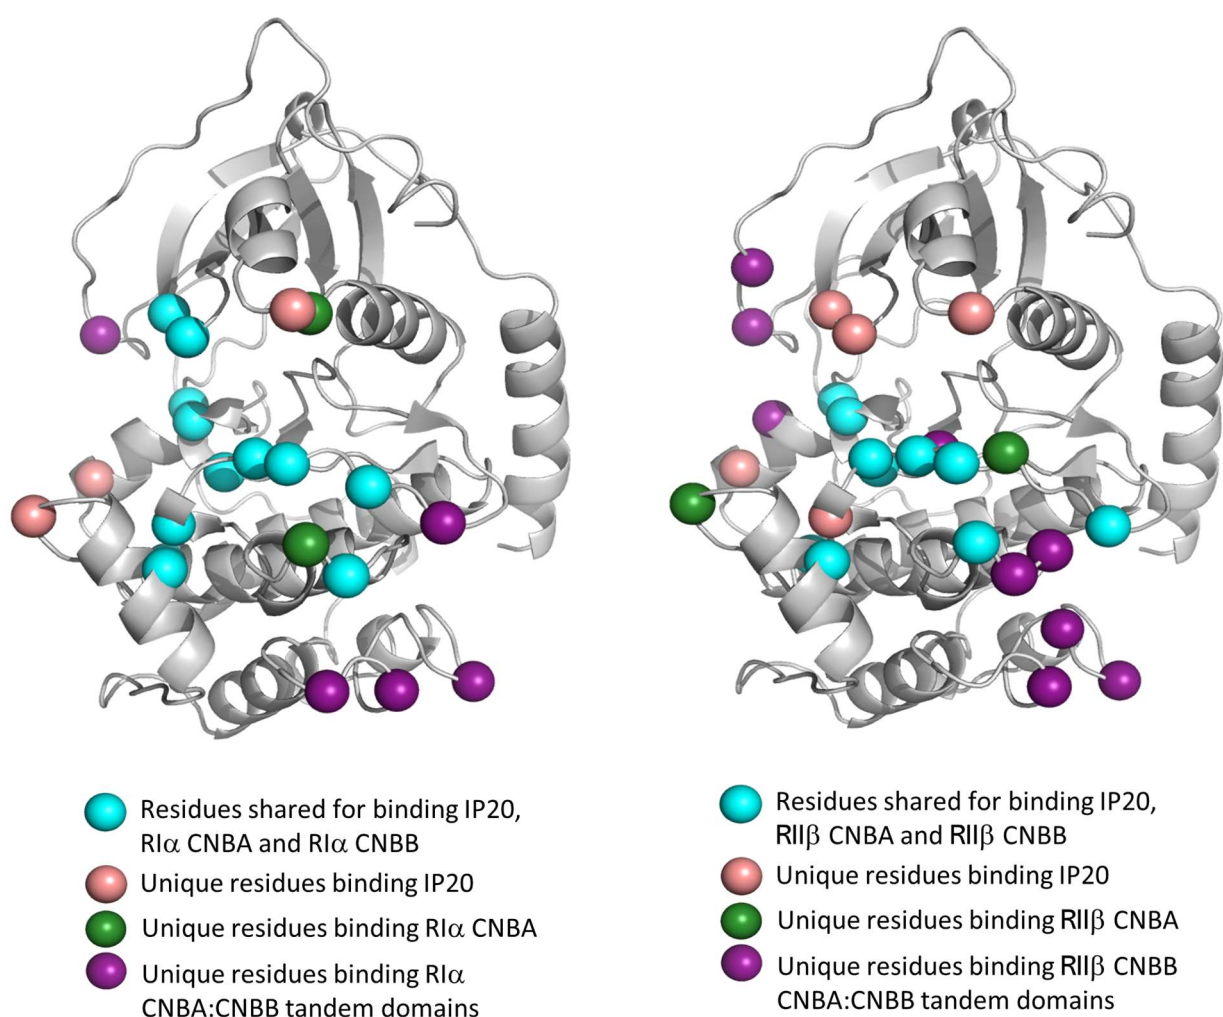 Residues shared for binding IP20,
RIα CNBA and RIα CNBB
Unique residues binding IP20
Unique residues binding RIα CNBA
Unique residues binding RIα
CNBA:CNBB tandem domains
Residues shared for binding IP20,
RIIβ CNBA and RIIβ CNBB
Unique residues binding IP20
Unique residues binding RIIβ CNBA
Unique residues binding RIIβ CNBB
CNBA:CNBB tandem domains